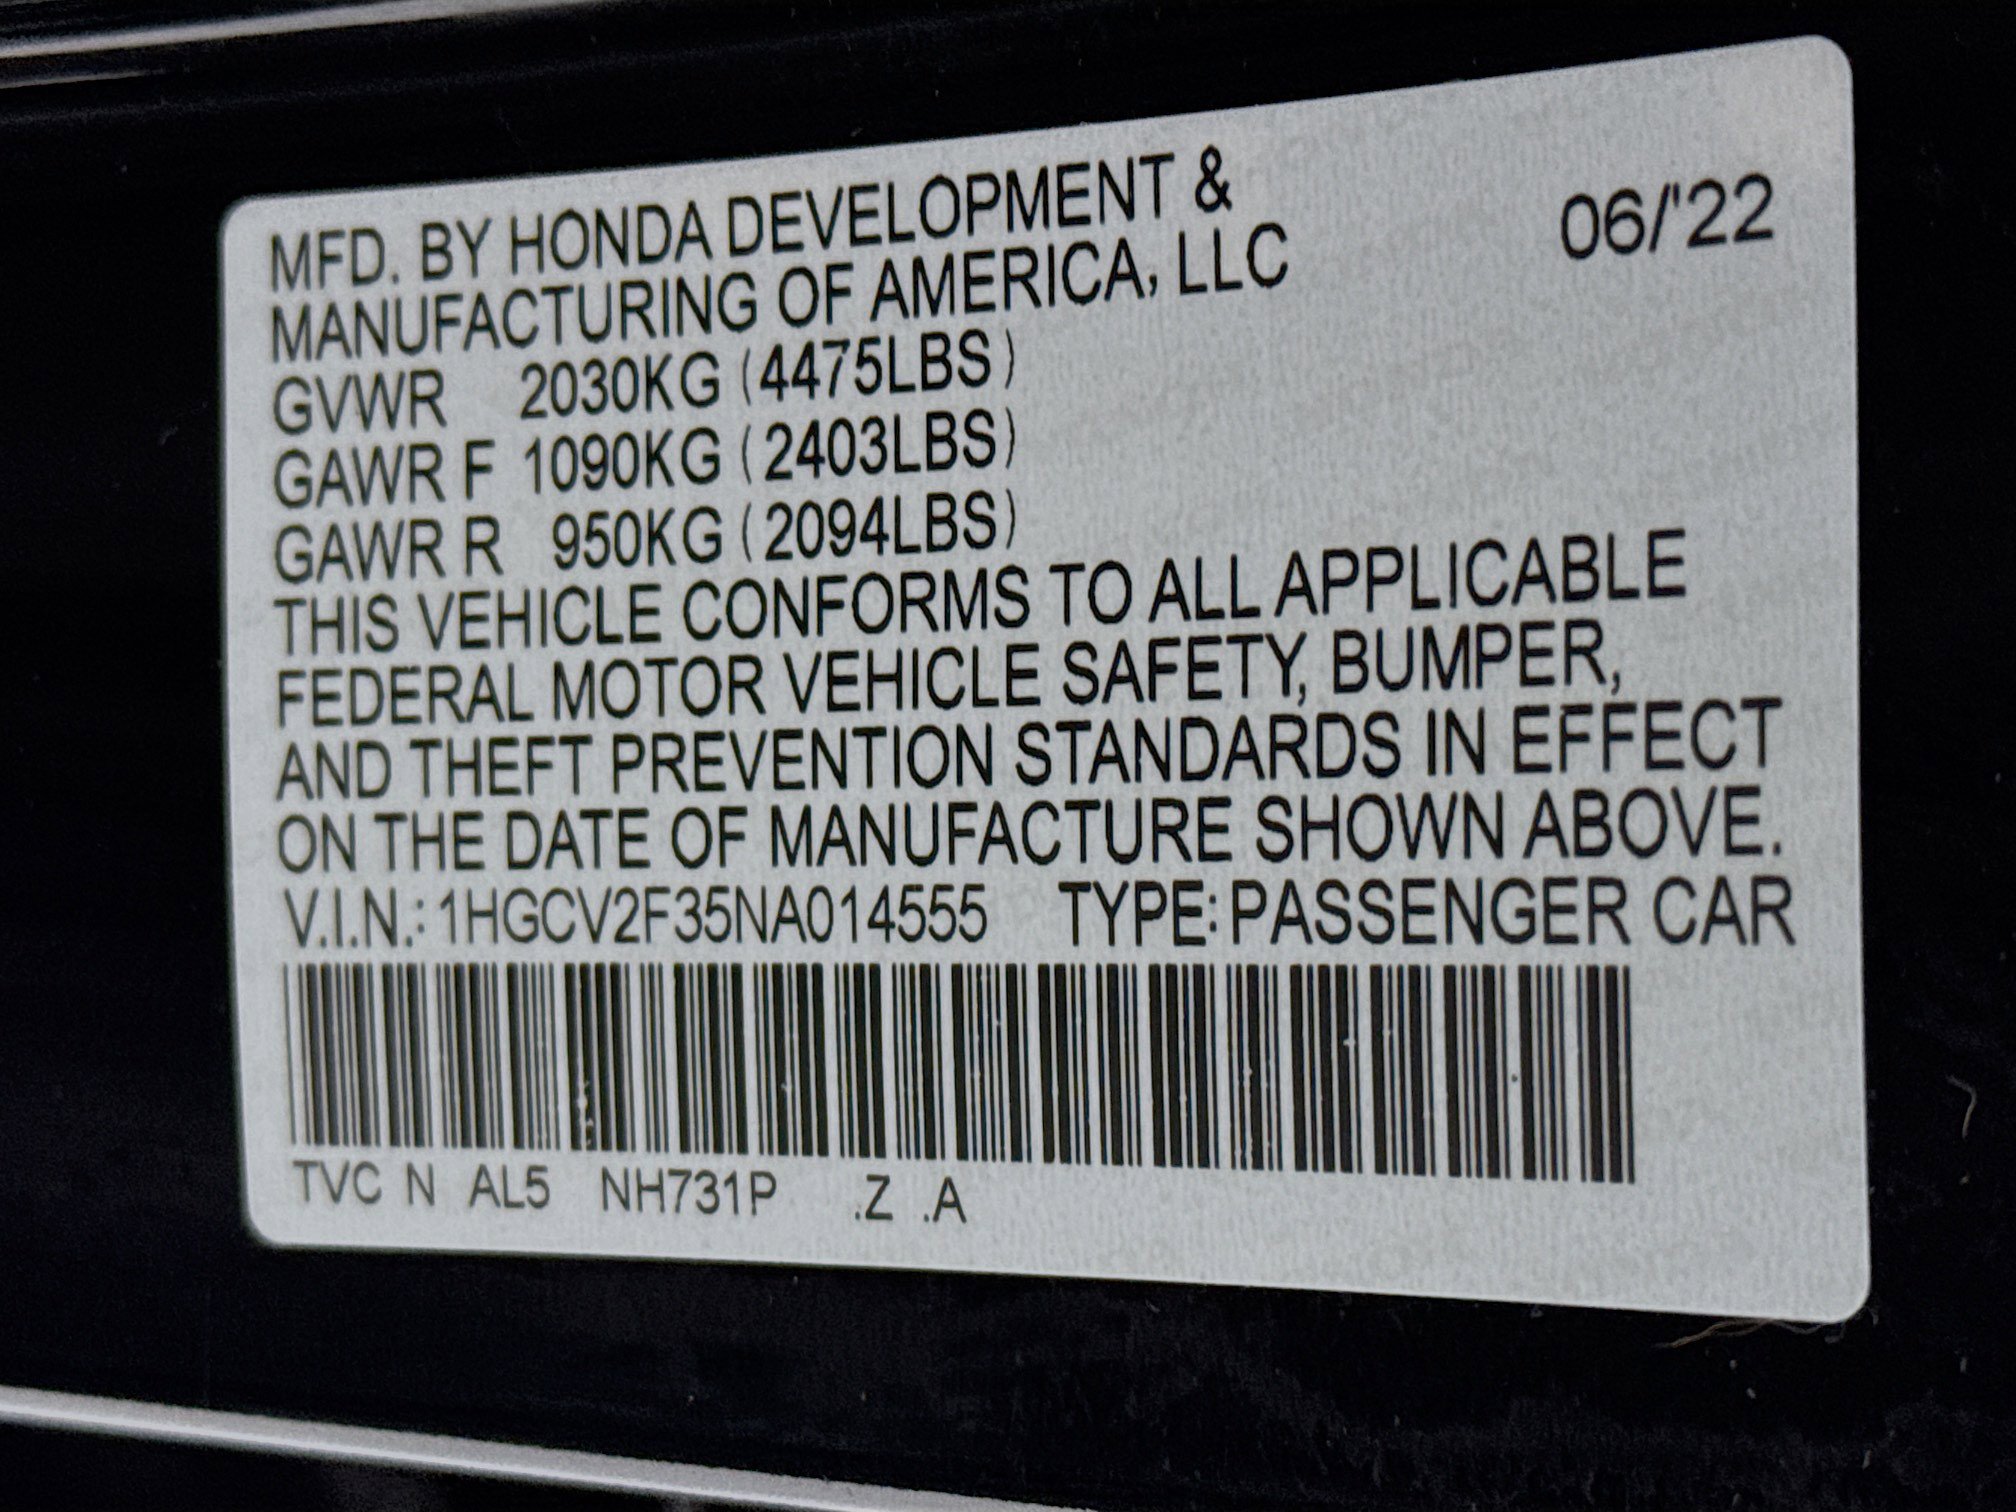 MFD. BY HONDA DEVELOPMENT & 06/'22
MANUFACTURING OF AMERICA, LLC
GVWR 2030KG (4475LBS)
GAWR F 1090KG (2403LBS)
GAWR R 950KG (2094LBS)
THIS VEHICLE CONFORMS TO ALL APPLICABLE
FEDERAL MOTOR VEHICLE SAFETY, BUMPER,
AND THEFT PREVENTION STANDARDS IN EFFECT
ON THE DATE OF MANUFACTURE SHOWN ABOVE.
V.I.N.: 1HGCV2F35NA014555 TYPE: PASSENGER CAR
TVC N AL5 NH731P .Z .A